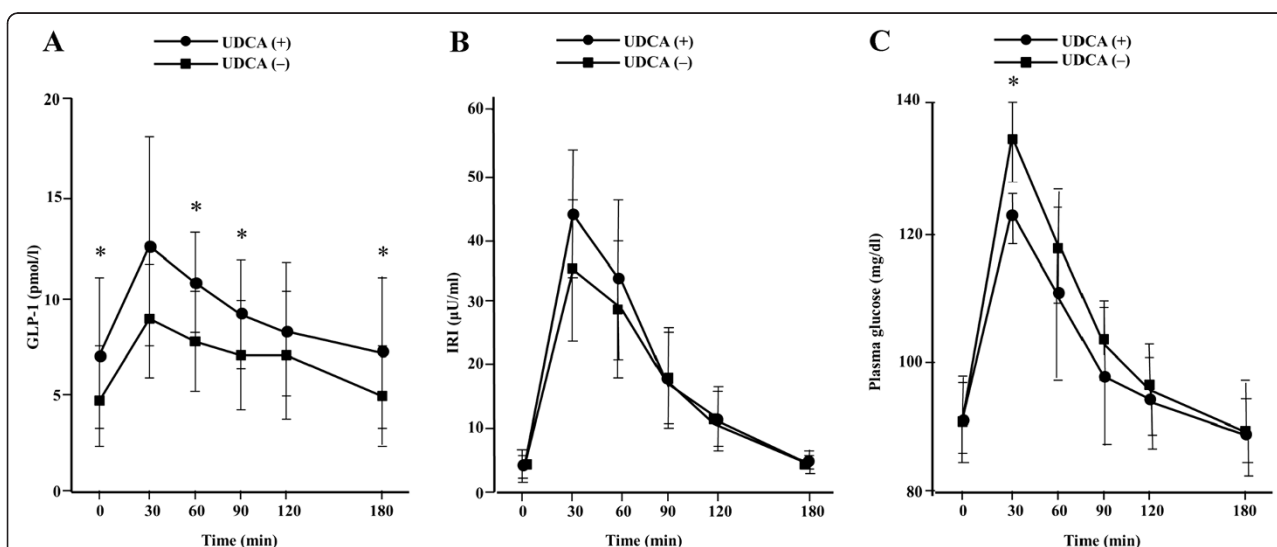 A
UDCA (+)
UDCA (−)
20
15
10
5
0
GLP-1 (pmol/l)
*
*
*
*
0 30 60 90 120 180
Time (min)
B
UDCA (+)
UDCA (−)
60
50
40
30
20
10
0
IRI (µU/ml)
0 30 60 90 120 180
Time (min)
C
UDCA (+)
UDCA (−)
*
140
120
100
80
Plasma glucose (mg/dl)
0 30 60 90 120 180
Time (min)